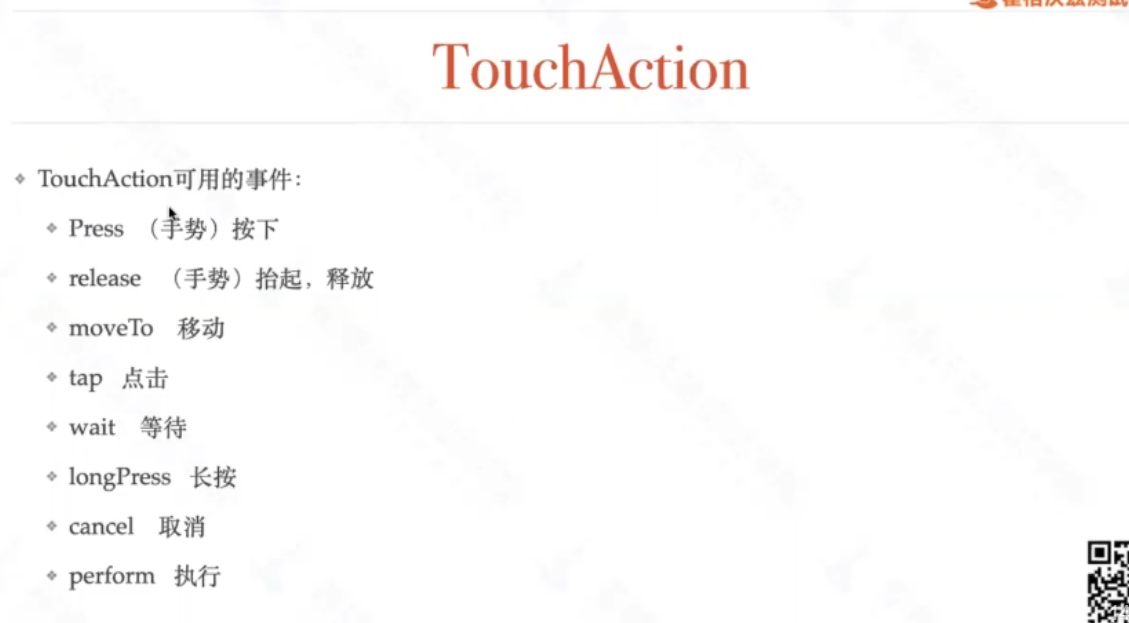 TouchAction
TouchAction可用的事件：
Press （手势）按下
release （手势）抬起，释放
moveTo 移动
tap 点击
wait 等待
longPress 长按
cancel 取消
perform 执行